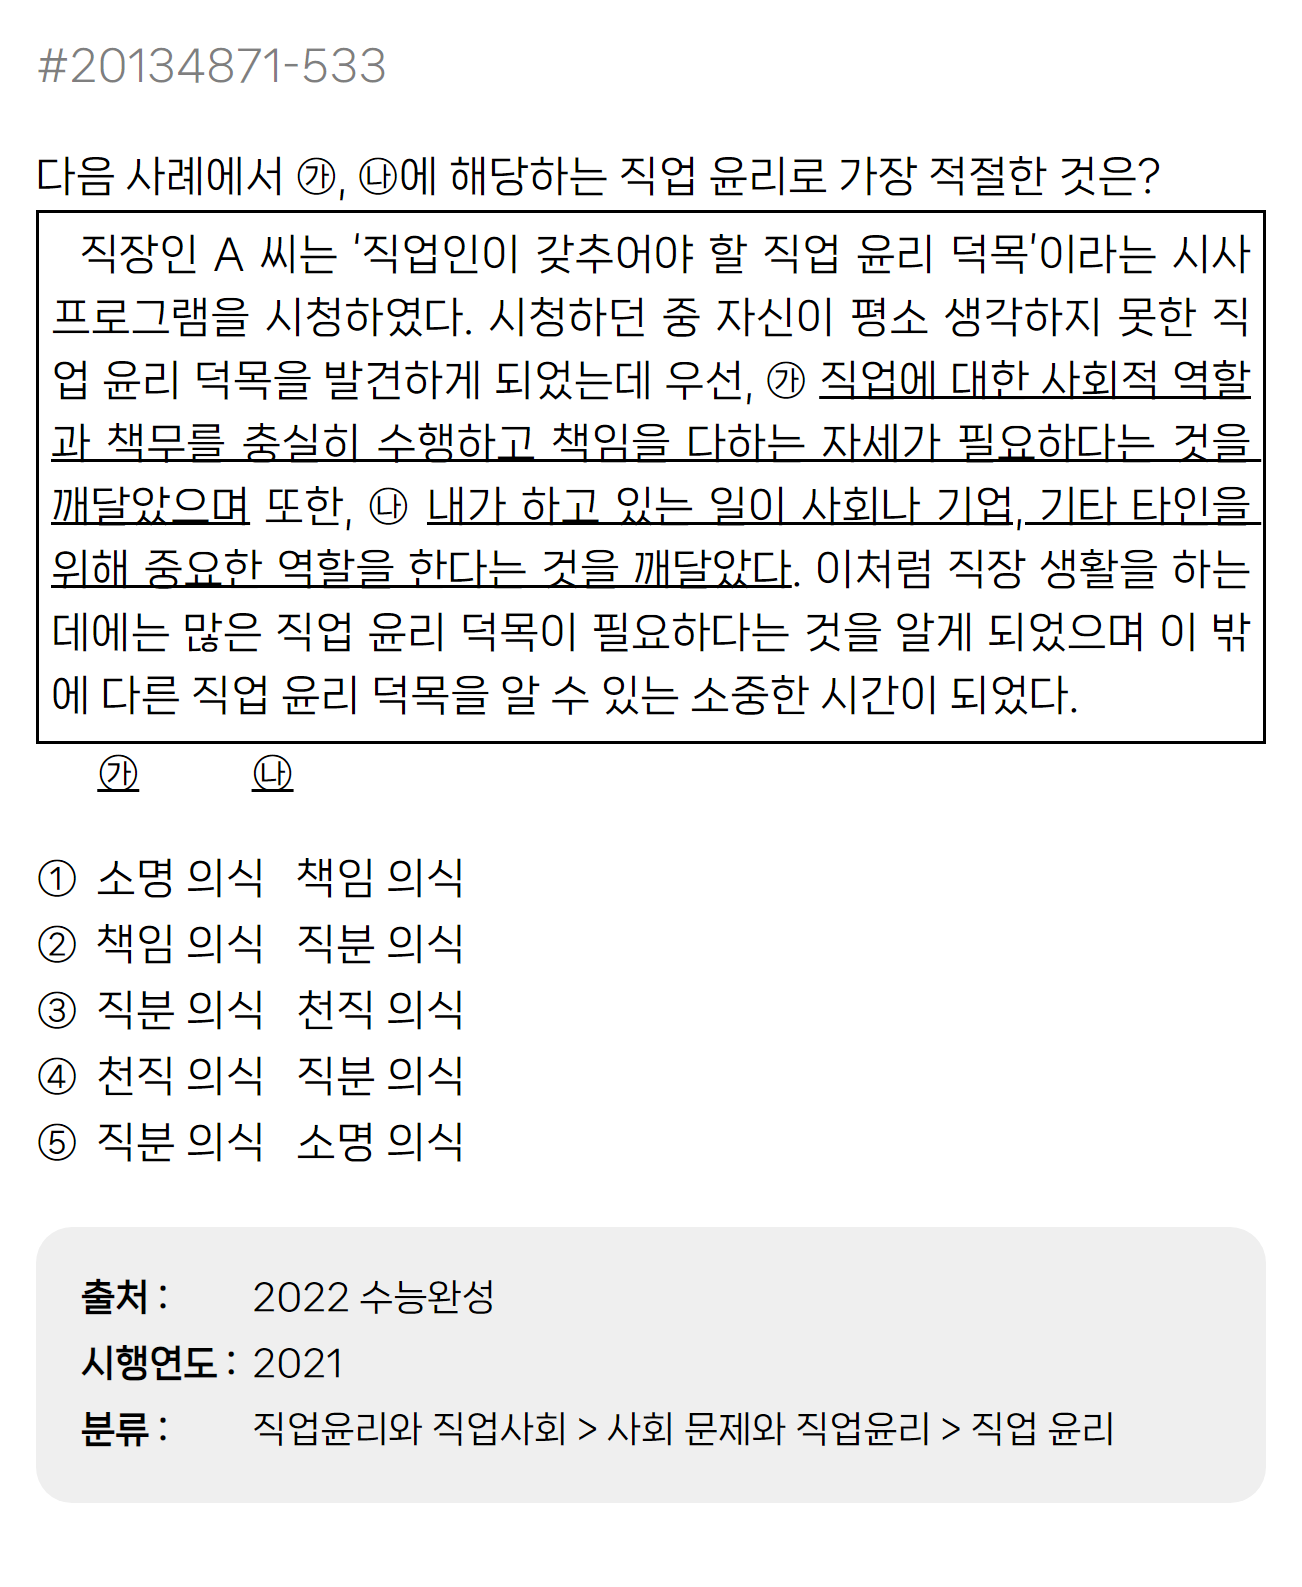 #20134871-533
다음 사례에서 ㉮, ㉯에 해당하는 직업 윤리로 가장 적절한 것은?
직장인 A 씨는 '직업인이 갖추어야 할 직업 윤리 덕목'이라는 시사
프로그램을 시청하였다. 시청하던 중 자신이 평소 생각하지 못한 직
업 윤리 덕목을 발견하게 되었는데 우선, ㉮ 직업에 대한 사회적 역할
과 책무를 충실히 수행하고 책임을 다하는 자세가 필요하다는 것을
깨달았으며 또한, ㉯ 내가 하고 있는 일이 사회나 기업, 기타 타인을
위해 중요한 역할을 한다는 것을 깨달았다. 이처럼 직장 생활을 하는
데에는 많은 직업 윤리 덕목이 필요하다는 것을 알게 되었으며 이 밖
에 다른 직업 윤리 덕목을 알 수 있는 소중한 시간이 되었다.
㉮ ㉯
① 소명 의식 책임 의식
② 책임 의식 직분 의식
③ 직분 의식 천직 의식
④ 천직 의식 직분 의식
⑤ 직분 의식 소명 의식
출처 : 2022 수능완성
시행연도 : 2021
분류 : 직업윤리와 직업사회 > 사회 문제와 직업윤리 > 직업 윤리